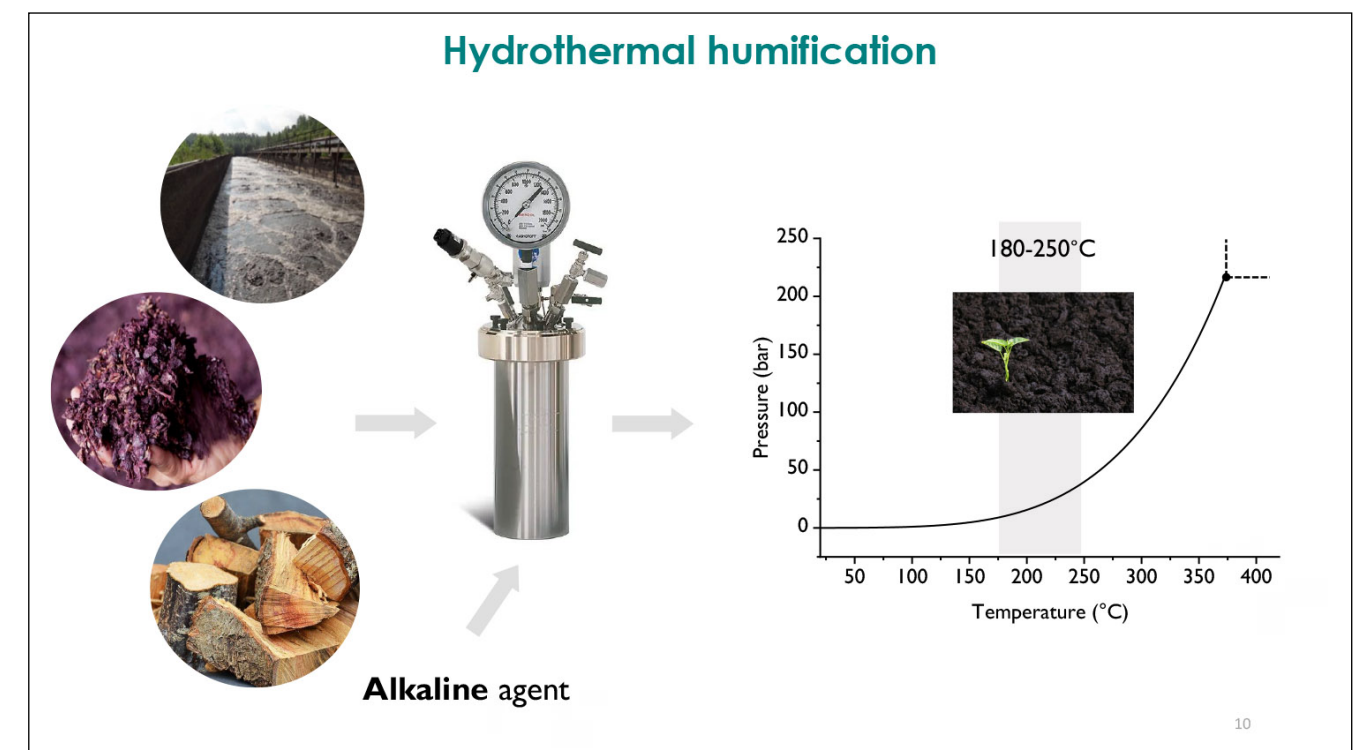 Hydrothermal humification
Alkaline agent
180-250°C
Pressure (bar)
250
200
150
100
50
0
50 100 150 200 250 300 350 400
Temperature (°C)
10